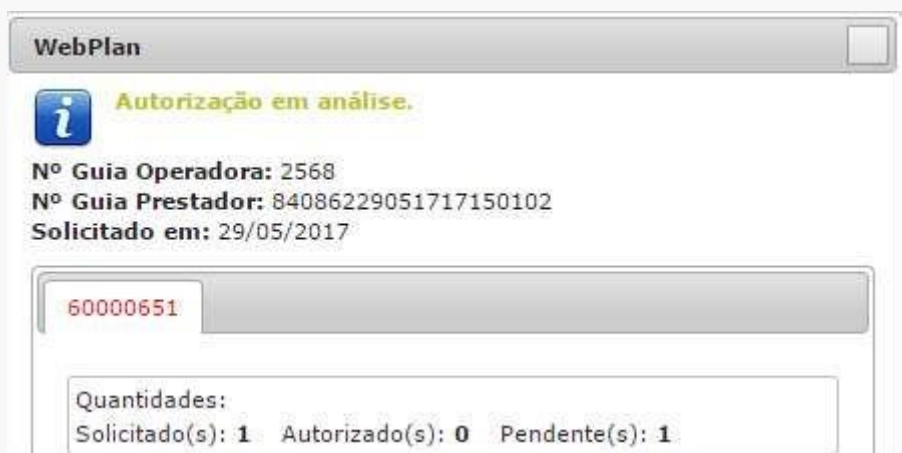 WebPlan
Autorização em análise.
Nº Guia Operadora: 2568
Nº Guia Prestador: 84086229051717150102
Solicitado em: 29/05/2017
60000651
Quantidades:
Solicitado(s): 1 Autorizado(s): 0 Pendente(s): 1